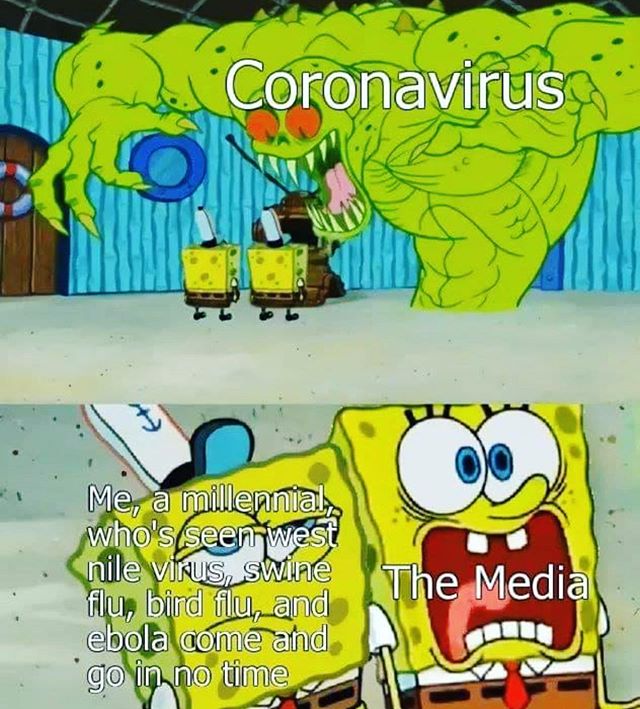 Coronavirus
Me, a millennial,
who's seen west
nile virus, swine
flu, bird flu, and
ebola come and
go in no time
The Media